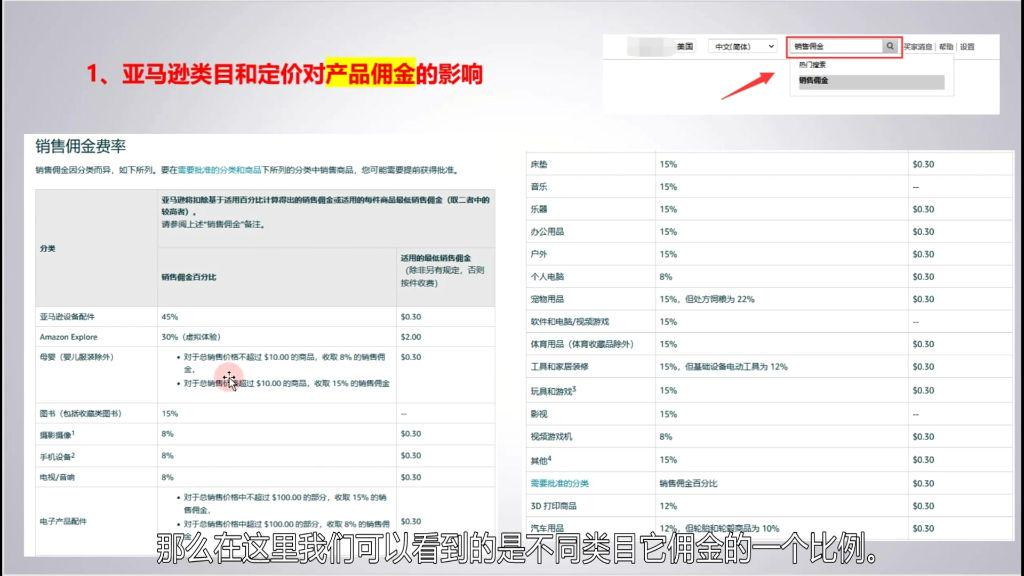 1、亚马逊类目和定价对产品佣金的影响
美国
中文(简体)
销售佣金
买家消息 | 帮助 | 设置
热门搜索
销售佣金
销售佣金费率
销售佣金因分类而异，如下所列。要在需要批准的分类和商品下所列的分类中销售商品，您可能需要提前获得批准。
分类
亚马逊将扣除基于适用百分比计算得出的销售佣金或适用的每件商品最低销售佣金（取二者中的
较高者）。
请参阅上述“销售佣金”备注。
销售佣金百分比
适用的最低销售佣金
（除非另有规定，否则
按件收费）
亚马逊设备配件 45% $0.30
Amazon Explore 30%（虚拟体验） $2.00
母婴（婴儿服装除外） • 对于总销售价格不超过 $10.00 的商品，收取 8% 的销售佣 $0.30
金。
• 对于总销售价格超过 $10.00 的商品，收取 15% 的销售佣金
图书（包括收藏类图书） 15% --
摄影摄像1 8% $0.30
手机设备2 8% $0.30
电视/音响 8% $0.30
• 对于总销售价格中不超过 $100.00 的部分，收取 15% 的销
售佣金。
电子产品配件 $0.30
• 对于总销售价格中超过 $100.00 的部分，收取 8% 的销售佣
金
床垫 15% $0.30
音乐 15% --
乐器 15% $0.30
办公用品 15% $0.30
户外 15% $0.30
个人电脑 8% $0.30
宠物用品 15%，但处方饲粮为 22% $0.30
软件和电脑/视频游戏 15% --
体育用品（体育收藏品除外） 15% $0.30
工具和家居装修 15%，但基础设备电动工具为 12% $0.30
玩具和游戏3 15% $0.30
影视 15% --
视频游戏机 8% $0.30
其他4 15% $0.30
需要批准的分类 销售佣金百分比 $0.30
3D 打印商品 12% $0.30
汽车用品 12%，但轮胎和轮毂商品为 10% $0.30
那么在这里我们可以看到的是不同类目它佣金的一个比例。